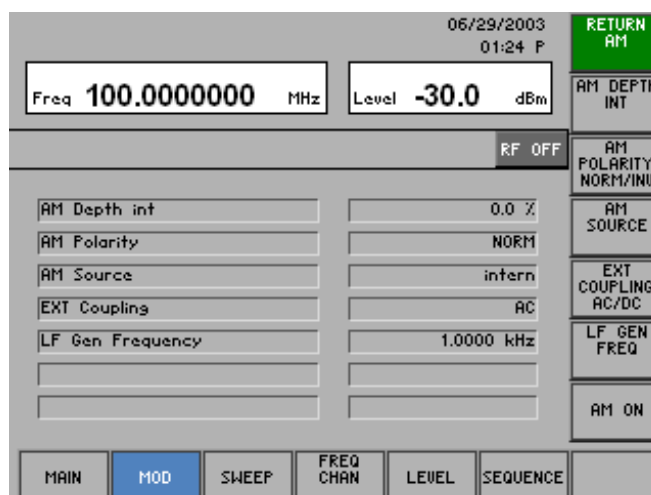 06/29/2003
01:24 P
Freq 100.0000000 MHz
Level -30.0 dBm
RF OFF
AM Depth int 0.0 %
AM Polarity NORM
AM Source intern
EXT Coupling AC
LF Gen Frequency 1.0000 kHz
RETURN
AM
AM DEPTH
INT
AM
POLARITY
NORM/INV
AM
SOURCE
EXT
COUPLING
AC/DC
LF GEN
FREQ
AM ON
MAIN
MOD
SWEEP
FREQ
CHAN
LEVEL
SEQUENCE